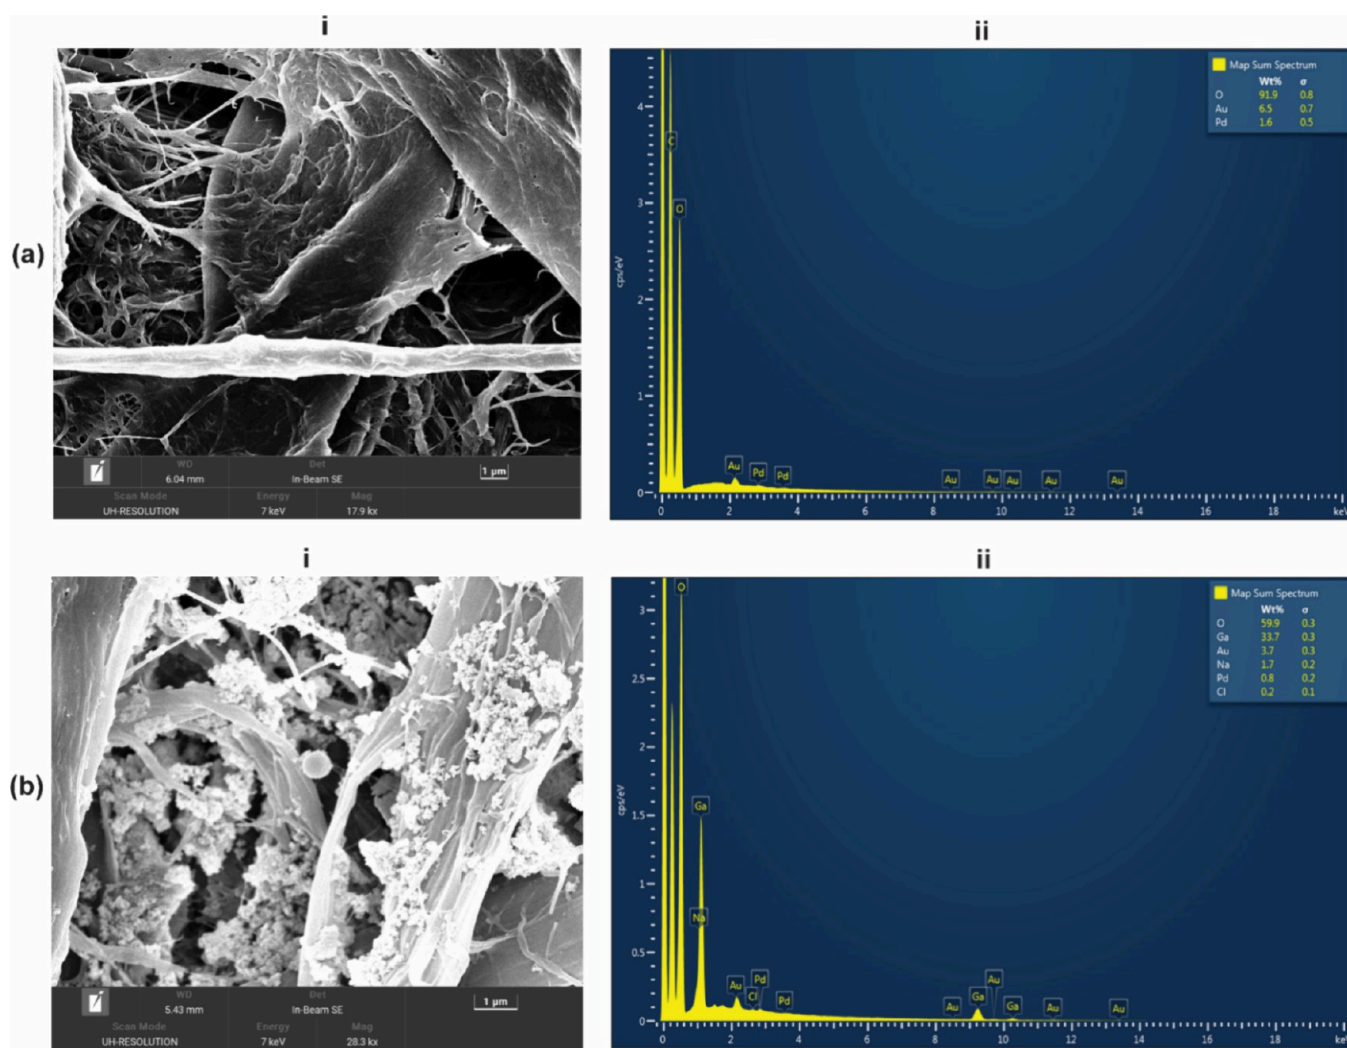 i
ii
(a)
WD
Det
6.04 mm
In-Beam SE
1 µm
Scan Mode
Energy
Mag
UH-RESOLUTION
7 keV
17.9 kx
Map Sum Spectrum
Wt%
σ
O
91.9
0.8
Au
6.5
0.7
Pd
1.6
0.5
cps/eV
4
3
2
1
0
C
O
Au
Pd
Pd
Au
Au
Au
Au
Au
0
2
4
6
8
10
12
14
16
18
keV
i
ii
(b)
WD
Det
5.43 mm
In-Beam SE
1 µm
Scan Mode
Energy
Mag
UH-RESOLUTION
7 keV
28.3 kx
Map Sum Spectrum
Wt%
σ
O
59.9
0.3
Ga
33.7
0.3
Au
3.7
0.3
Na
1.7
0.2
Pd
0.8
0.2
Cl
0.2
0.1
cps/eV
3
2.5
2
1.5
1
0.5
0
O
Ga
Na
Au
Cl
Pd
Pd
Au
Ga
Au
Ga
Au
Au
0
2
4
6
8
10
12
14
16
18